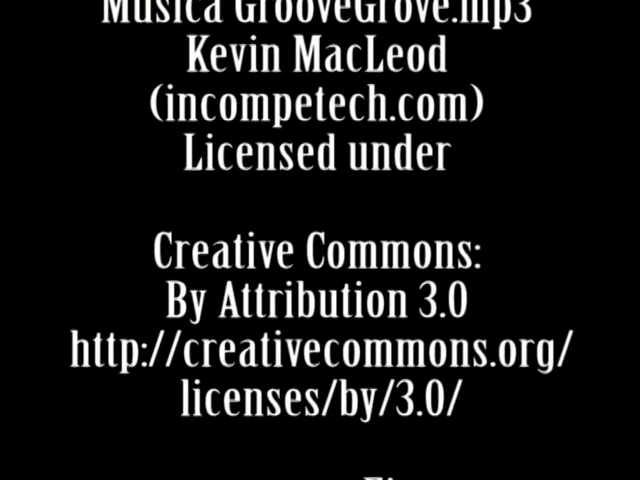 Musica GrooveGrove.mp3
Kevin MacLeod
(incompetech.com)
Licensed under
Creative Commons:
By Attribution 3.0
http://creativecommons.org/
licenses/by/3.0/